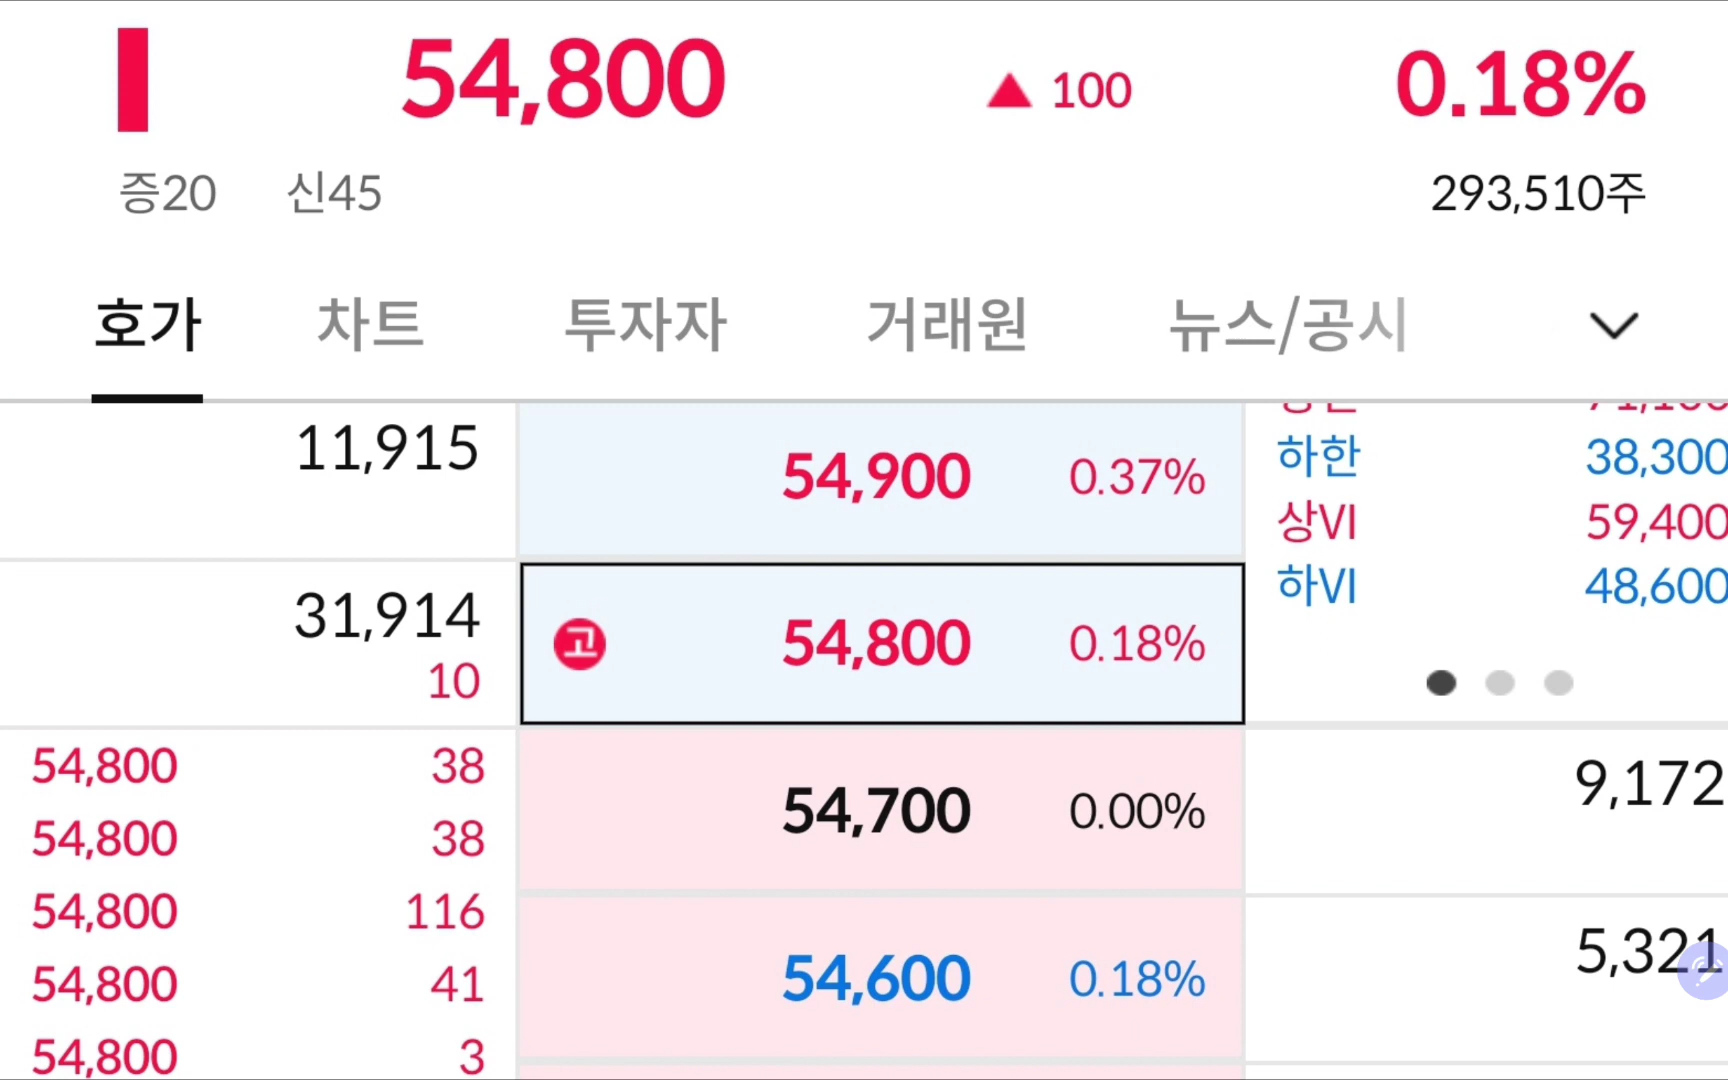 54,800 ▲ 100 0.18%
증20 신45 293,510주
호가 차트 투자자 거래원 뉴스/공시
11,915 54,900 0.37%
하한 38,300
상VI 59,400
하VI 48,600
31,914 고 54,800 0.18%
10
54,800 38
54,800 38
54,700 0.00% 9,172
54,800 116
54,800 41
54,600 0.18% 5,321
54,800 3